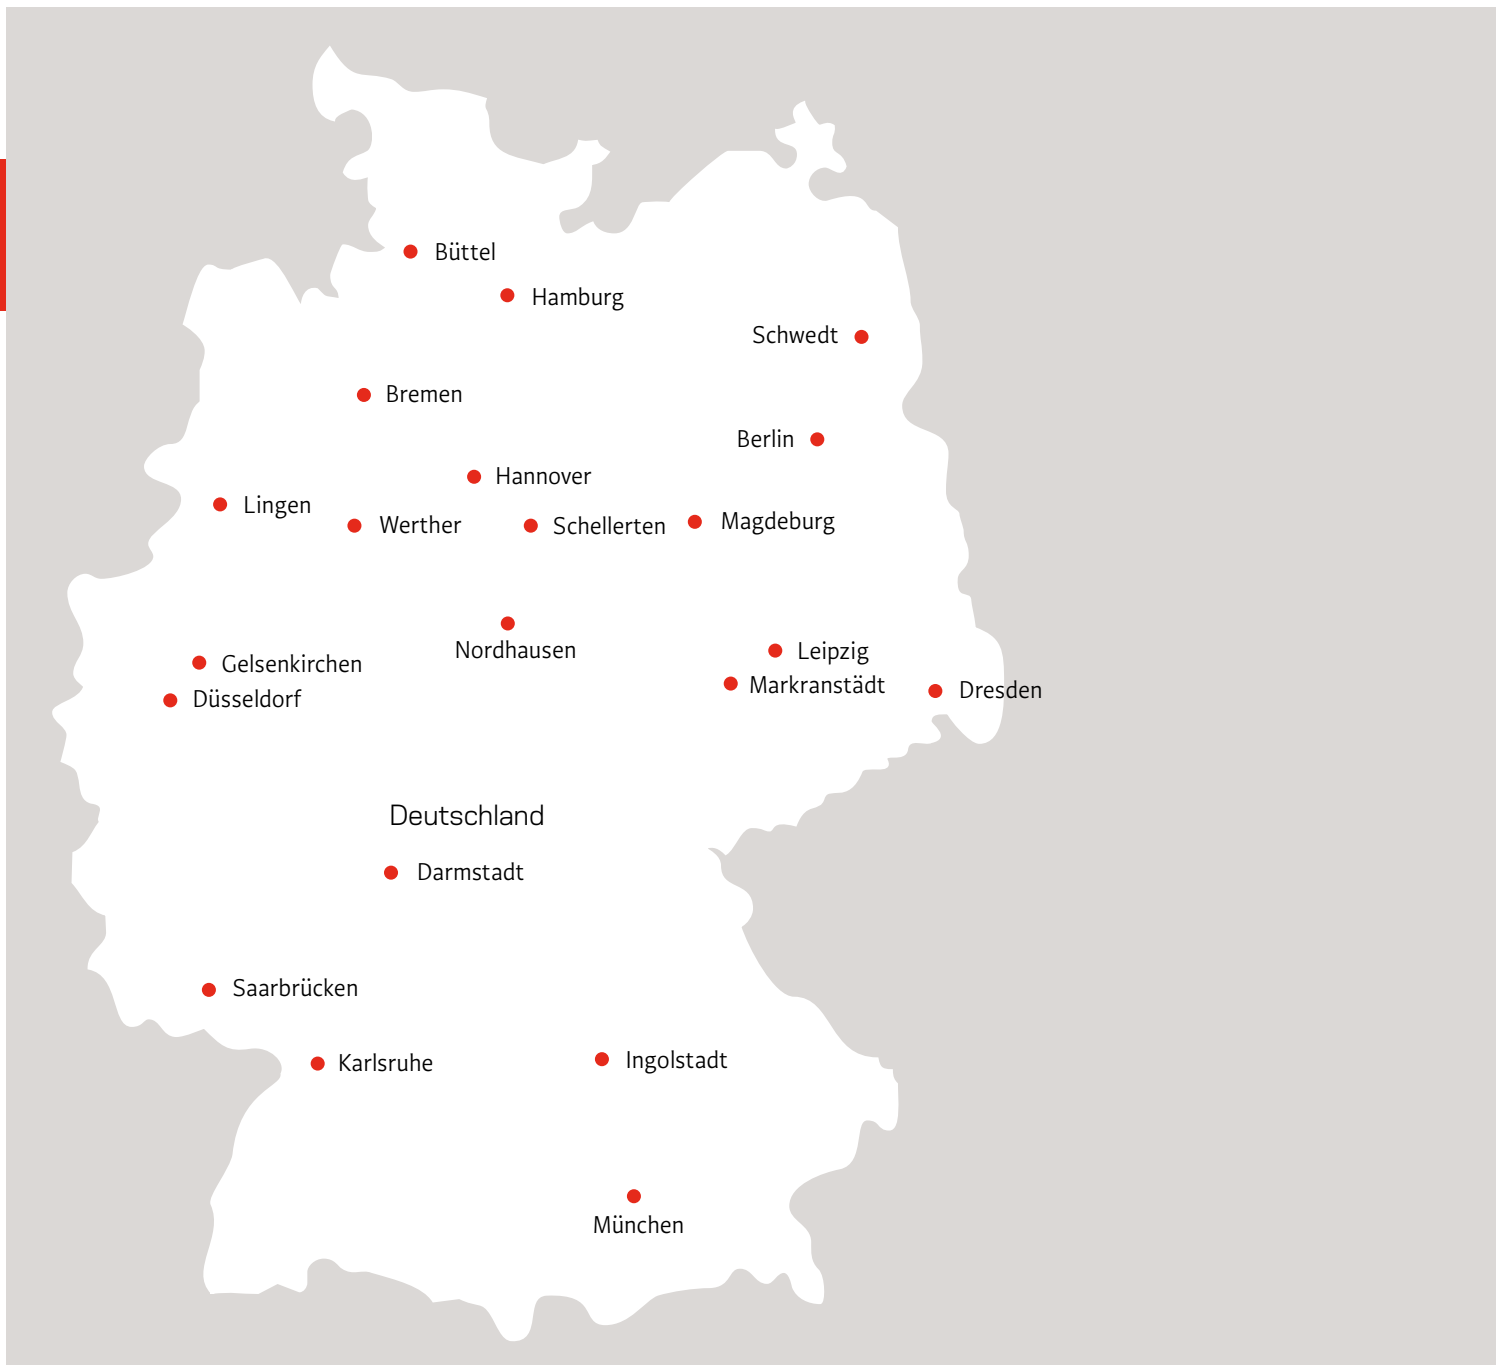 Büttel
Hamburg
Schwedt
Bremen
Berlin
Hannover
Lingen
Werther
Schellerten
Magdeburg
Nordhausen
Leipzig
Gelsenkirchen
Markranstädt
Dresden
Düsseldorf
Deutschland
Darmstadt
Saarbrücken
Karlsruhe
Ingolstadt
München